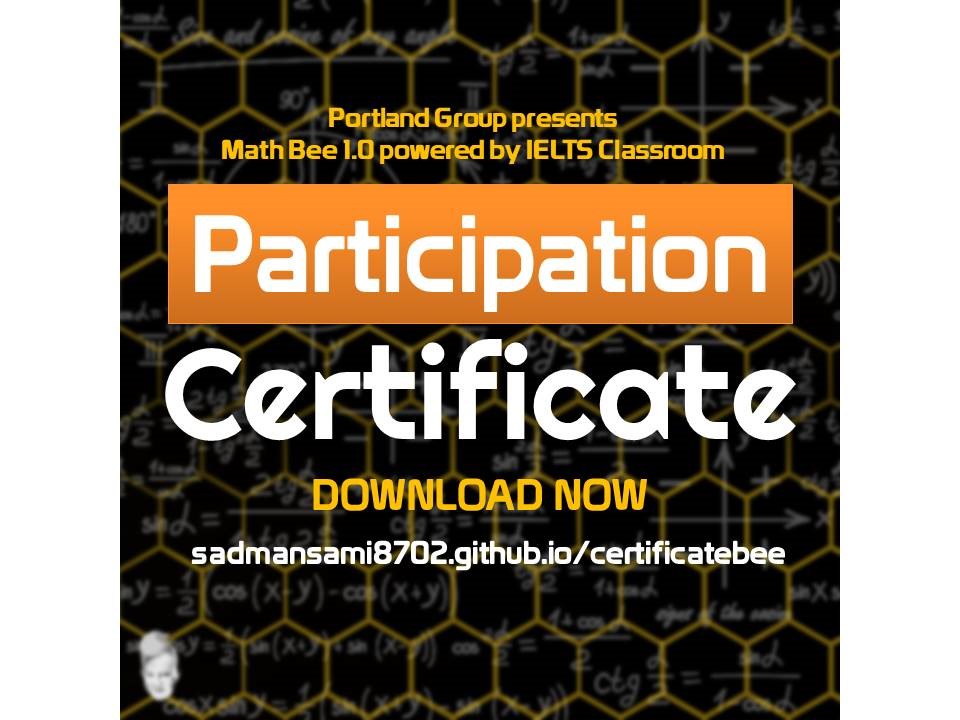 Portland Group presents
Math Bee 1.0 powered by IELTS Classroom
Participation
Certificate
DOWNLOAD NOW
sadmansami8702.github.io/certificatebee